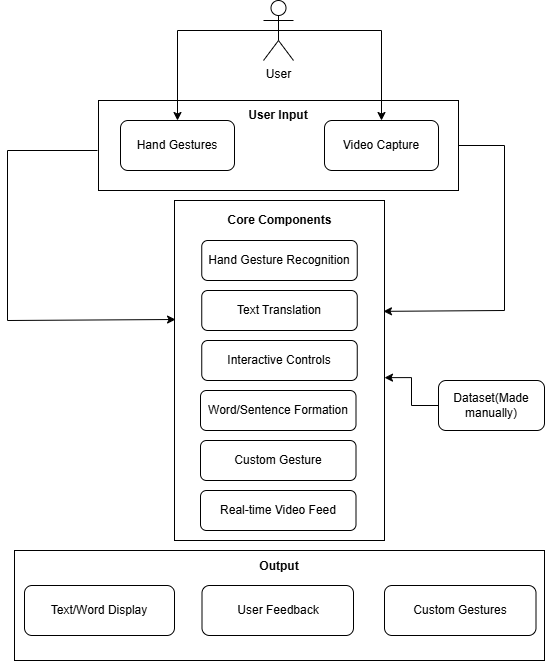 User
User Input
Hand Gestures
Video Capture
Core Components
Hand Gesture Recognition
Text Translation
Interactive Controls
Word/Sentence Formation
Custom Gesture
Real-time Video Feed
Dataset(Made
manually)
Output
Text/Word Display
User Feedback
Custom Gestures